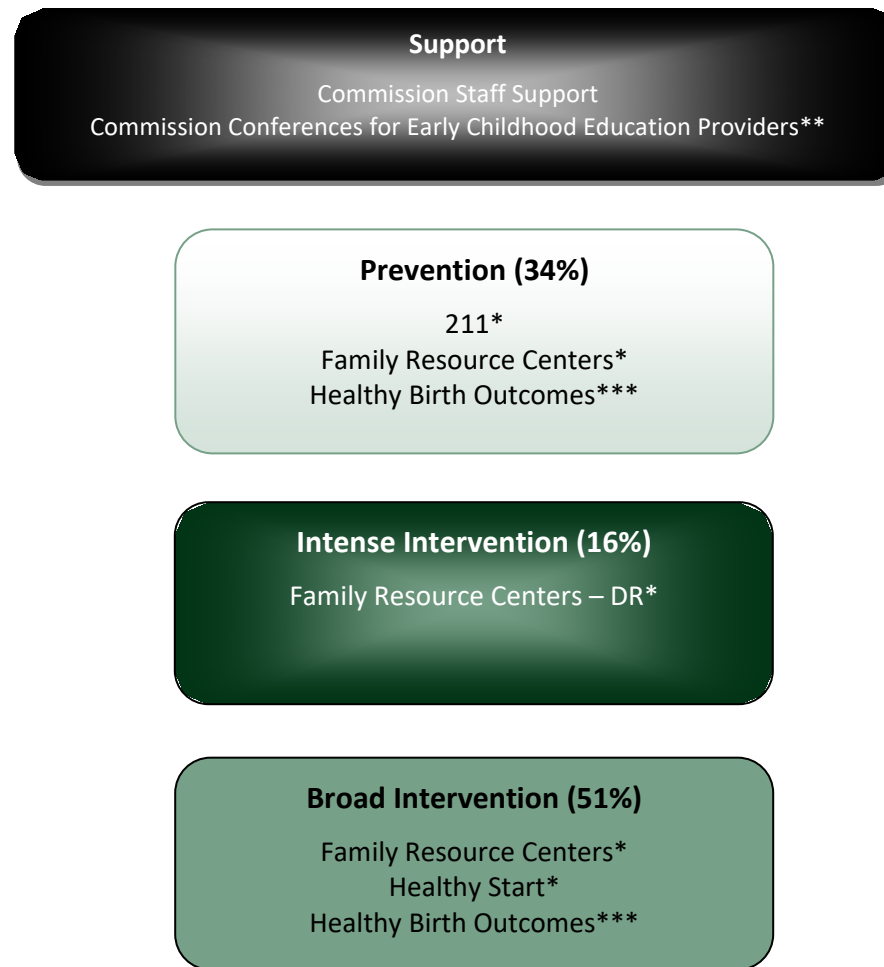 Support
Commission Staff Support
Commission Conferences for Early Childhood Education Providers**
Prevention (34%)
211*
Family Resource Centers*
Healthy Birth Outcomes***
Intense Intervention (16%)
Family Resource Centers – DR*
Broad Intervention (51%)
Family Resource Centers*
Healthy Start*
Healthy Birth Outcomes***